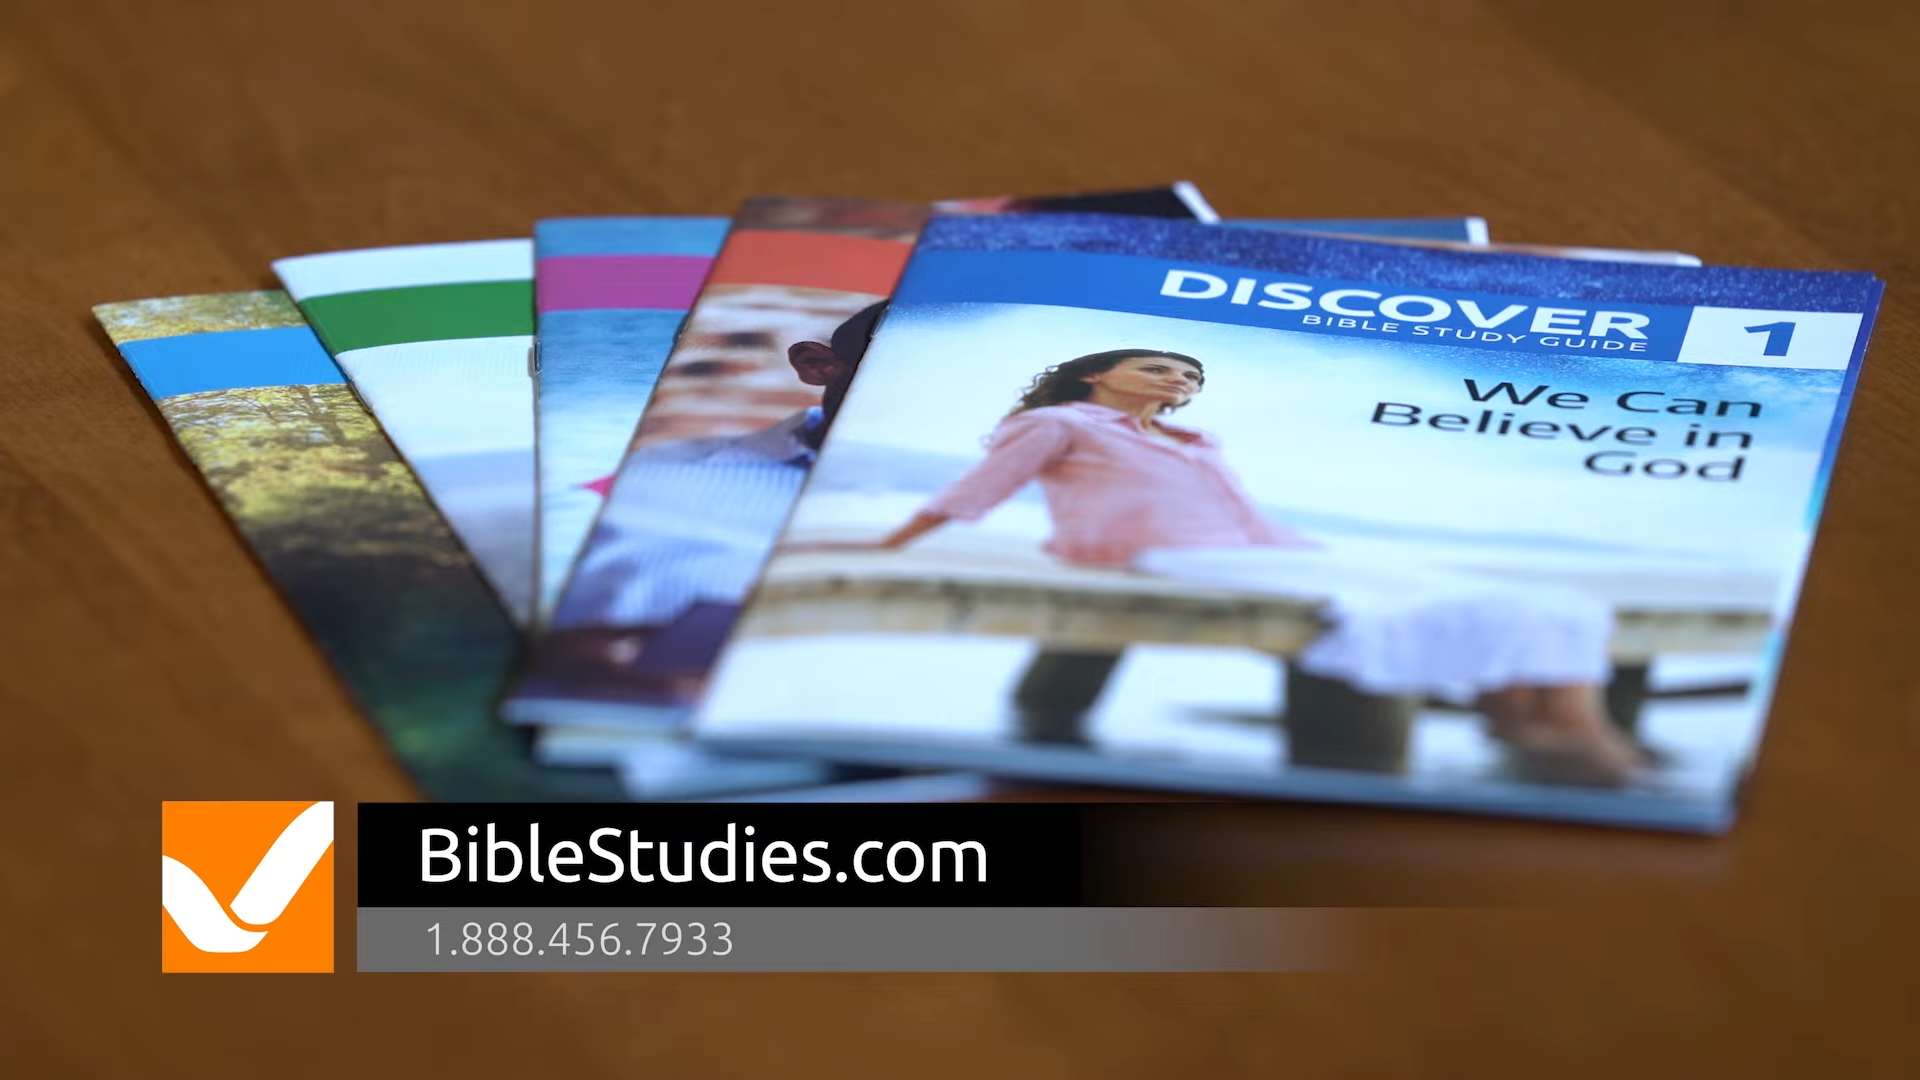 DISCOVER
BIBLE STUDY GUIDE
1
We Can
Believe in
God
BibleStudies.com
1.888.456.7933